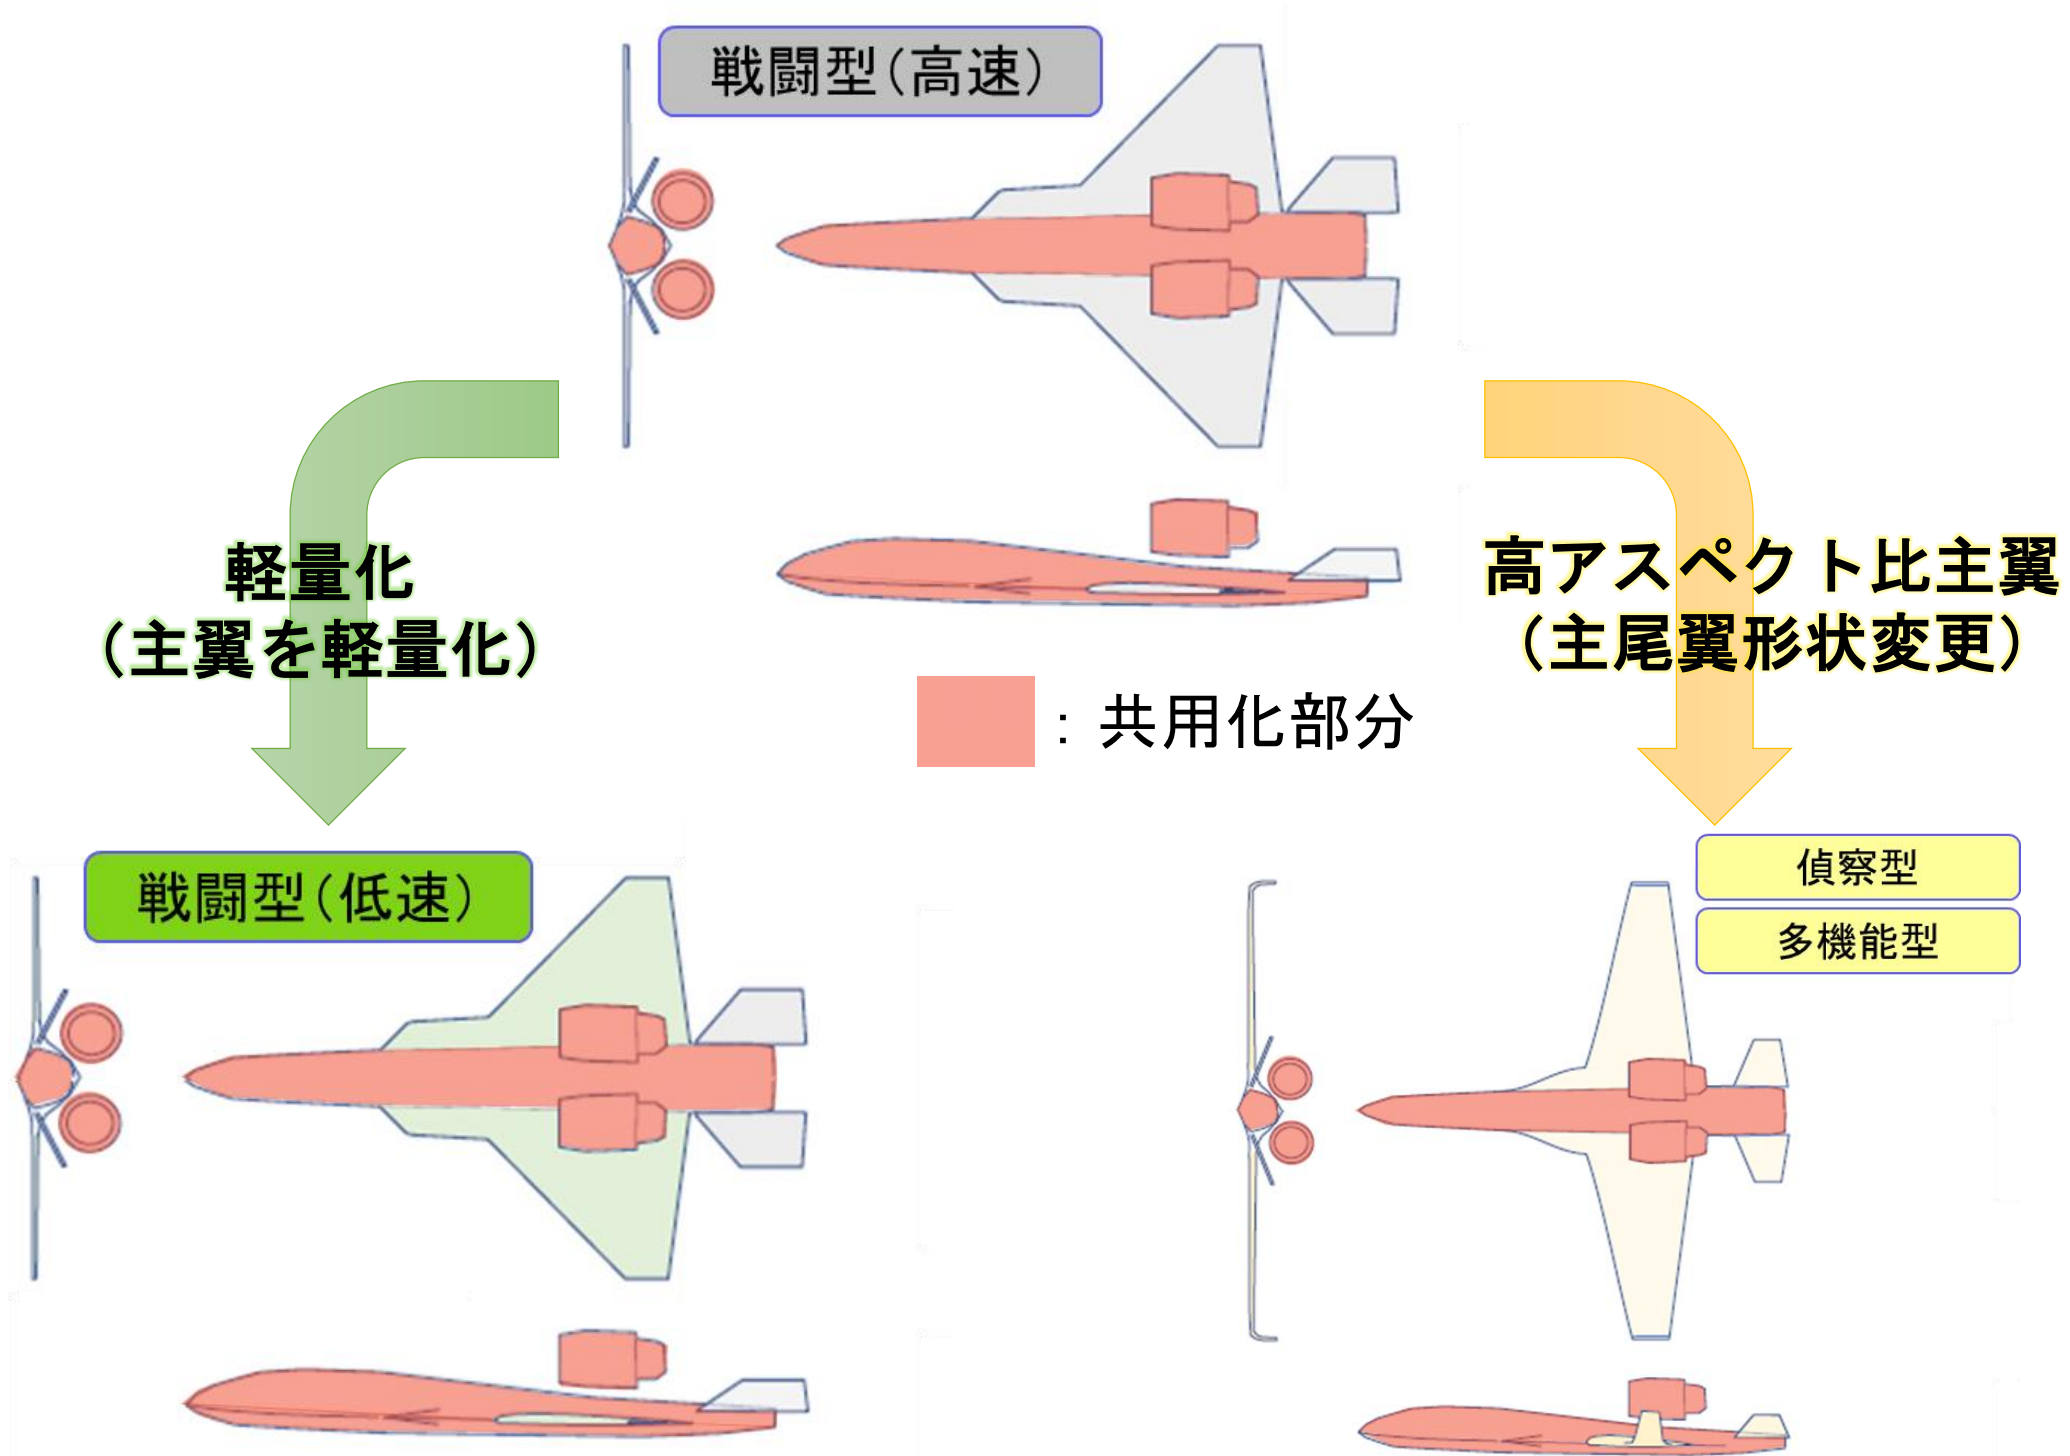 戦闘型（高速）
軽量化
（主翼を軽量化）
高アスペクト比主翼
（主尾翼形状変更）
：共用化部分
戦闘型（低速）
偵察型
多機能型